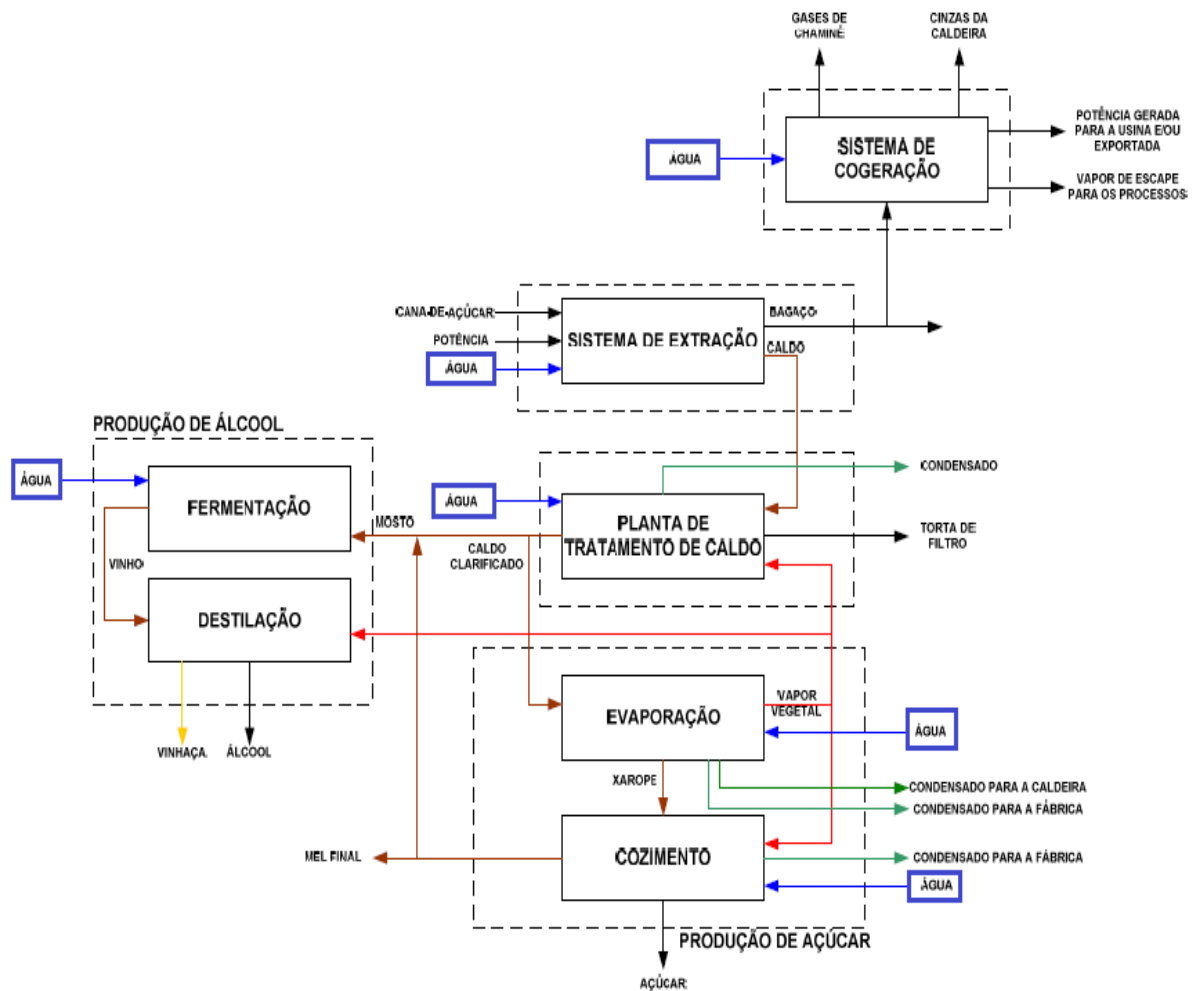 GASES DE
CHAMINÉ
CINZAS DA
CALDEIRA
ÁGUA
SISTEMA DE
COGERAÇÃO
POTÊNCIA GERADA
PARA A USINA E/OU
EXPORTADA
VAPOR DE ESCAPE
PARA OS PROCESSOS
CANA-DE-AÇÚCAR
POTÊNCIA
ÁGUA
SISTEMA DE EXTRAÇÃO
BAGAÇO
CALDO
PRODUÇÃO DE ÁLCOOL
ÁGUA
FERMENTAÇÃO
VINHO
DESTILAÇÃO
VINHAÇA
ÁLCOOL
MOSTO
CALDO
CLARIFICADO
ÁGUA
PLANTA DE
TRATAMENTO DE CALDO
CONDENSADO
TORTA DE
FILTRO
EVAPORAÇÃO
VAPOR
VEGETAL
ÁGUA
XAROPE
CONDENSADO PARA A CALDEIRA
CONDENSADO PARA A FÁBRICA
MEL FINAL
COZIMENTO
CONDENSADO PARA A FÁBRICA
ÁGUA
PRODUÇÃO DE AÇÚCAR
AÇÚCAR